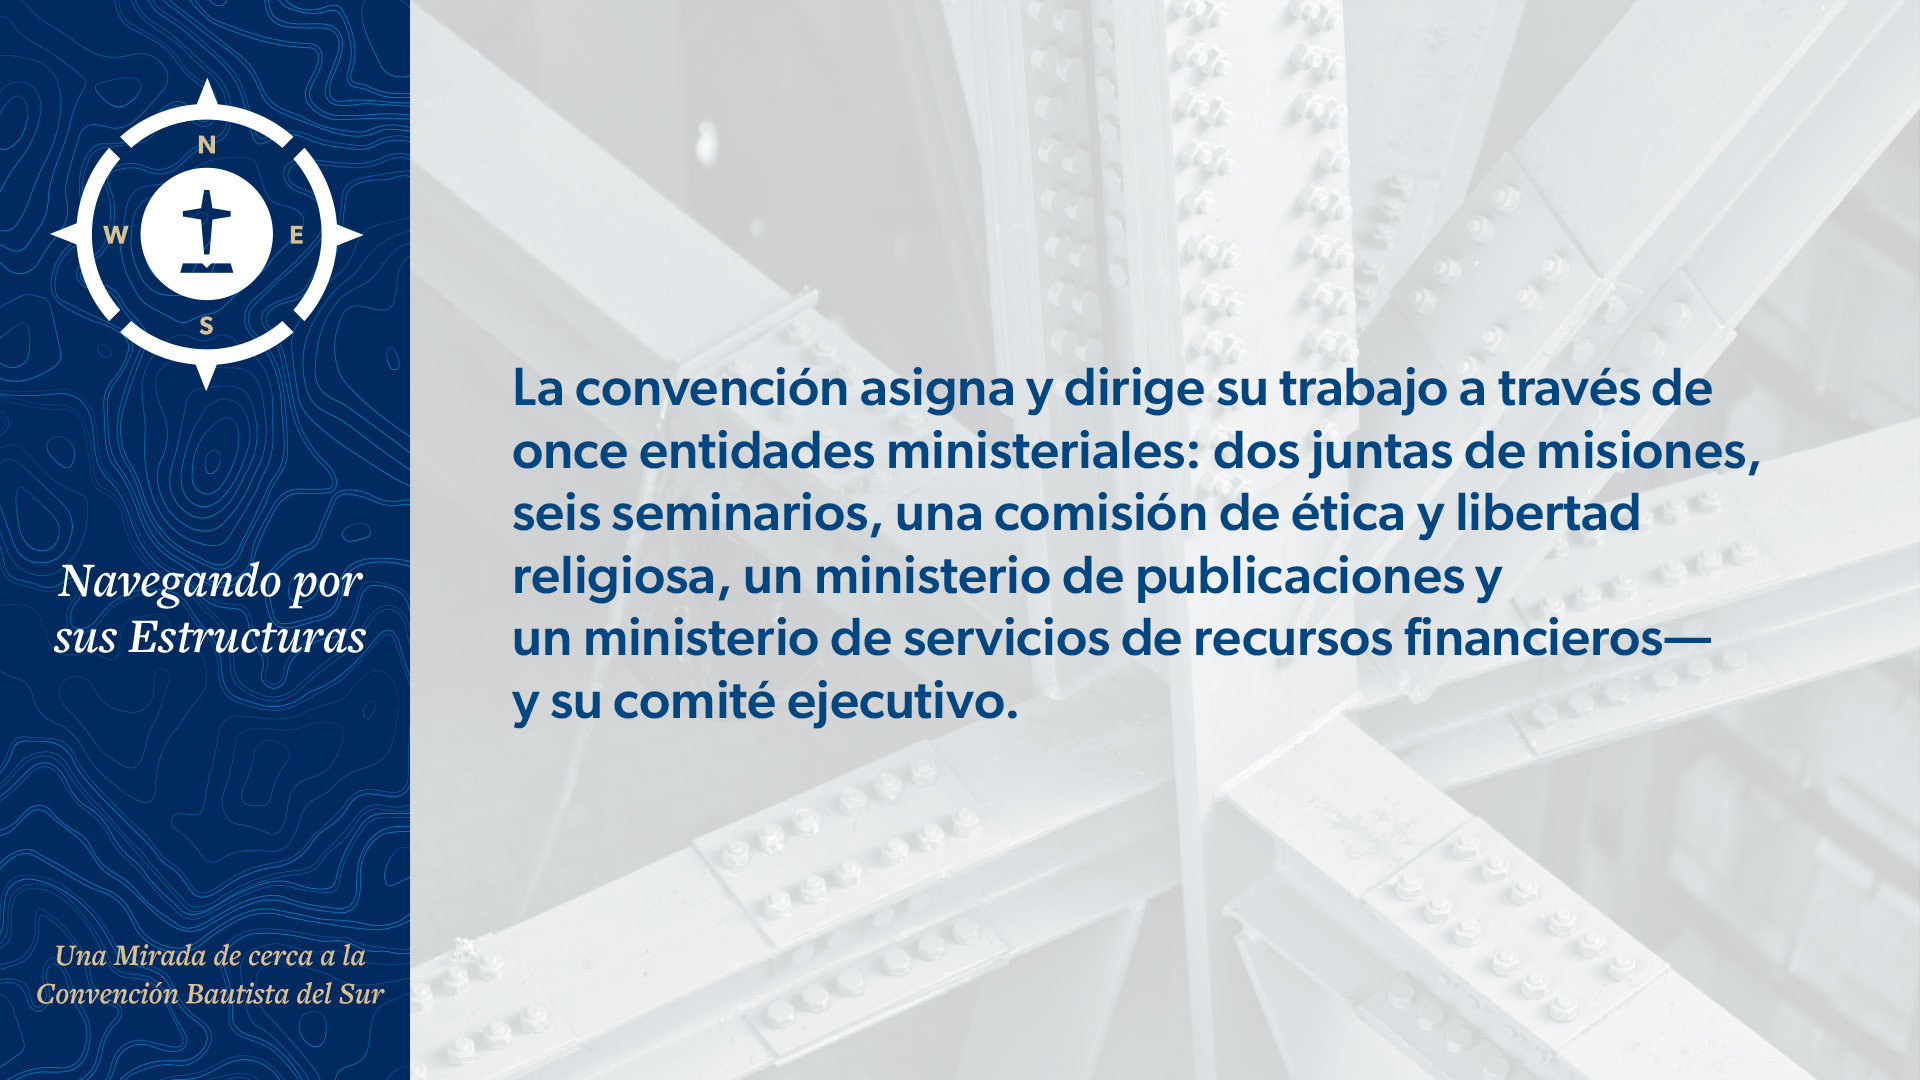 N
W
E
S
Navegando por
sus Estructuras
Una Mirada de cerca a la
Convención Bautista del Sur
La convención asigna y dirige su trabajo a través de
once entidades ministeriales: dos juntas de misiones,
seis seminarios, una comisión de ética y libertad
religiosa, un ministerio de publicaciones y
un ministerio de servicios de recursos financieros—
y su comité ejecutivo.